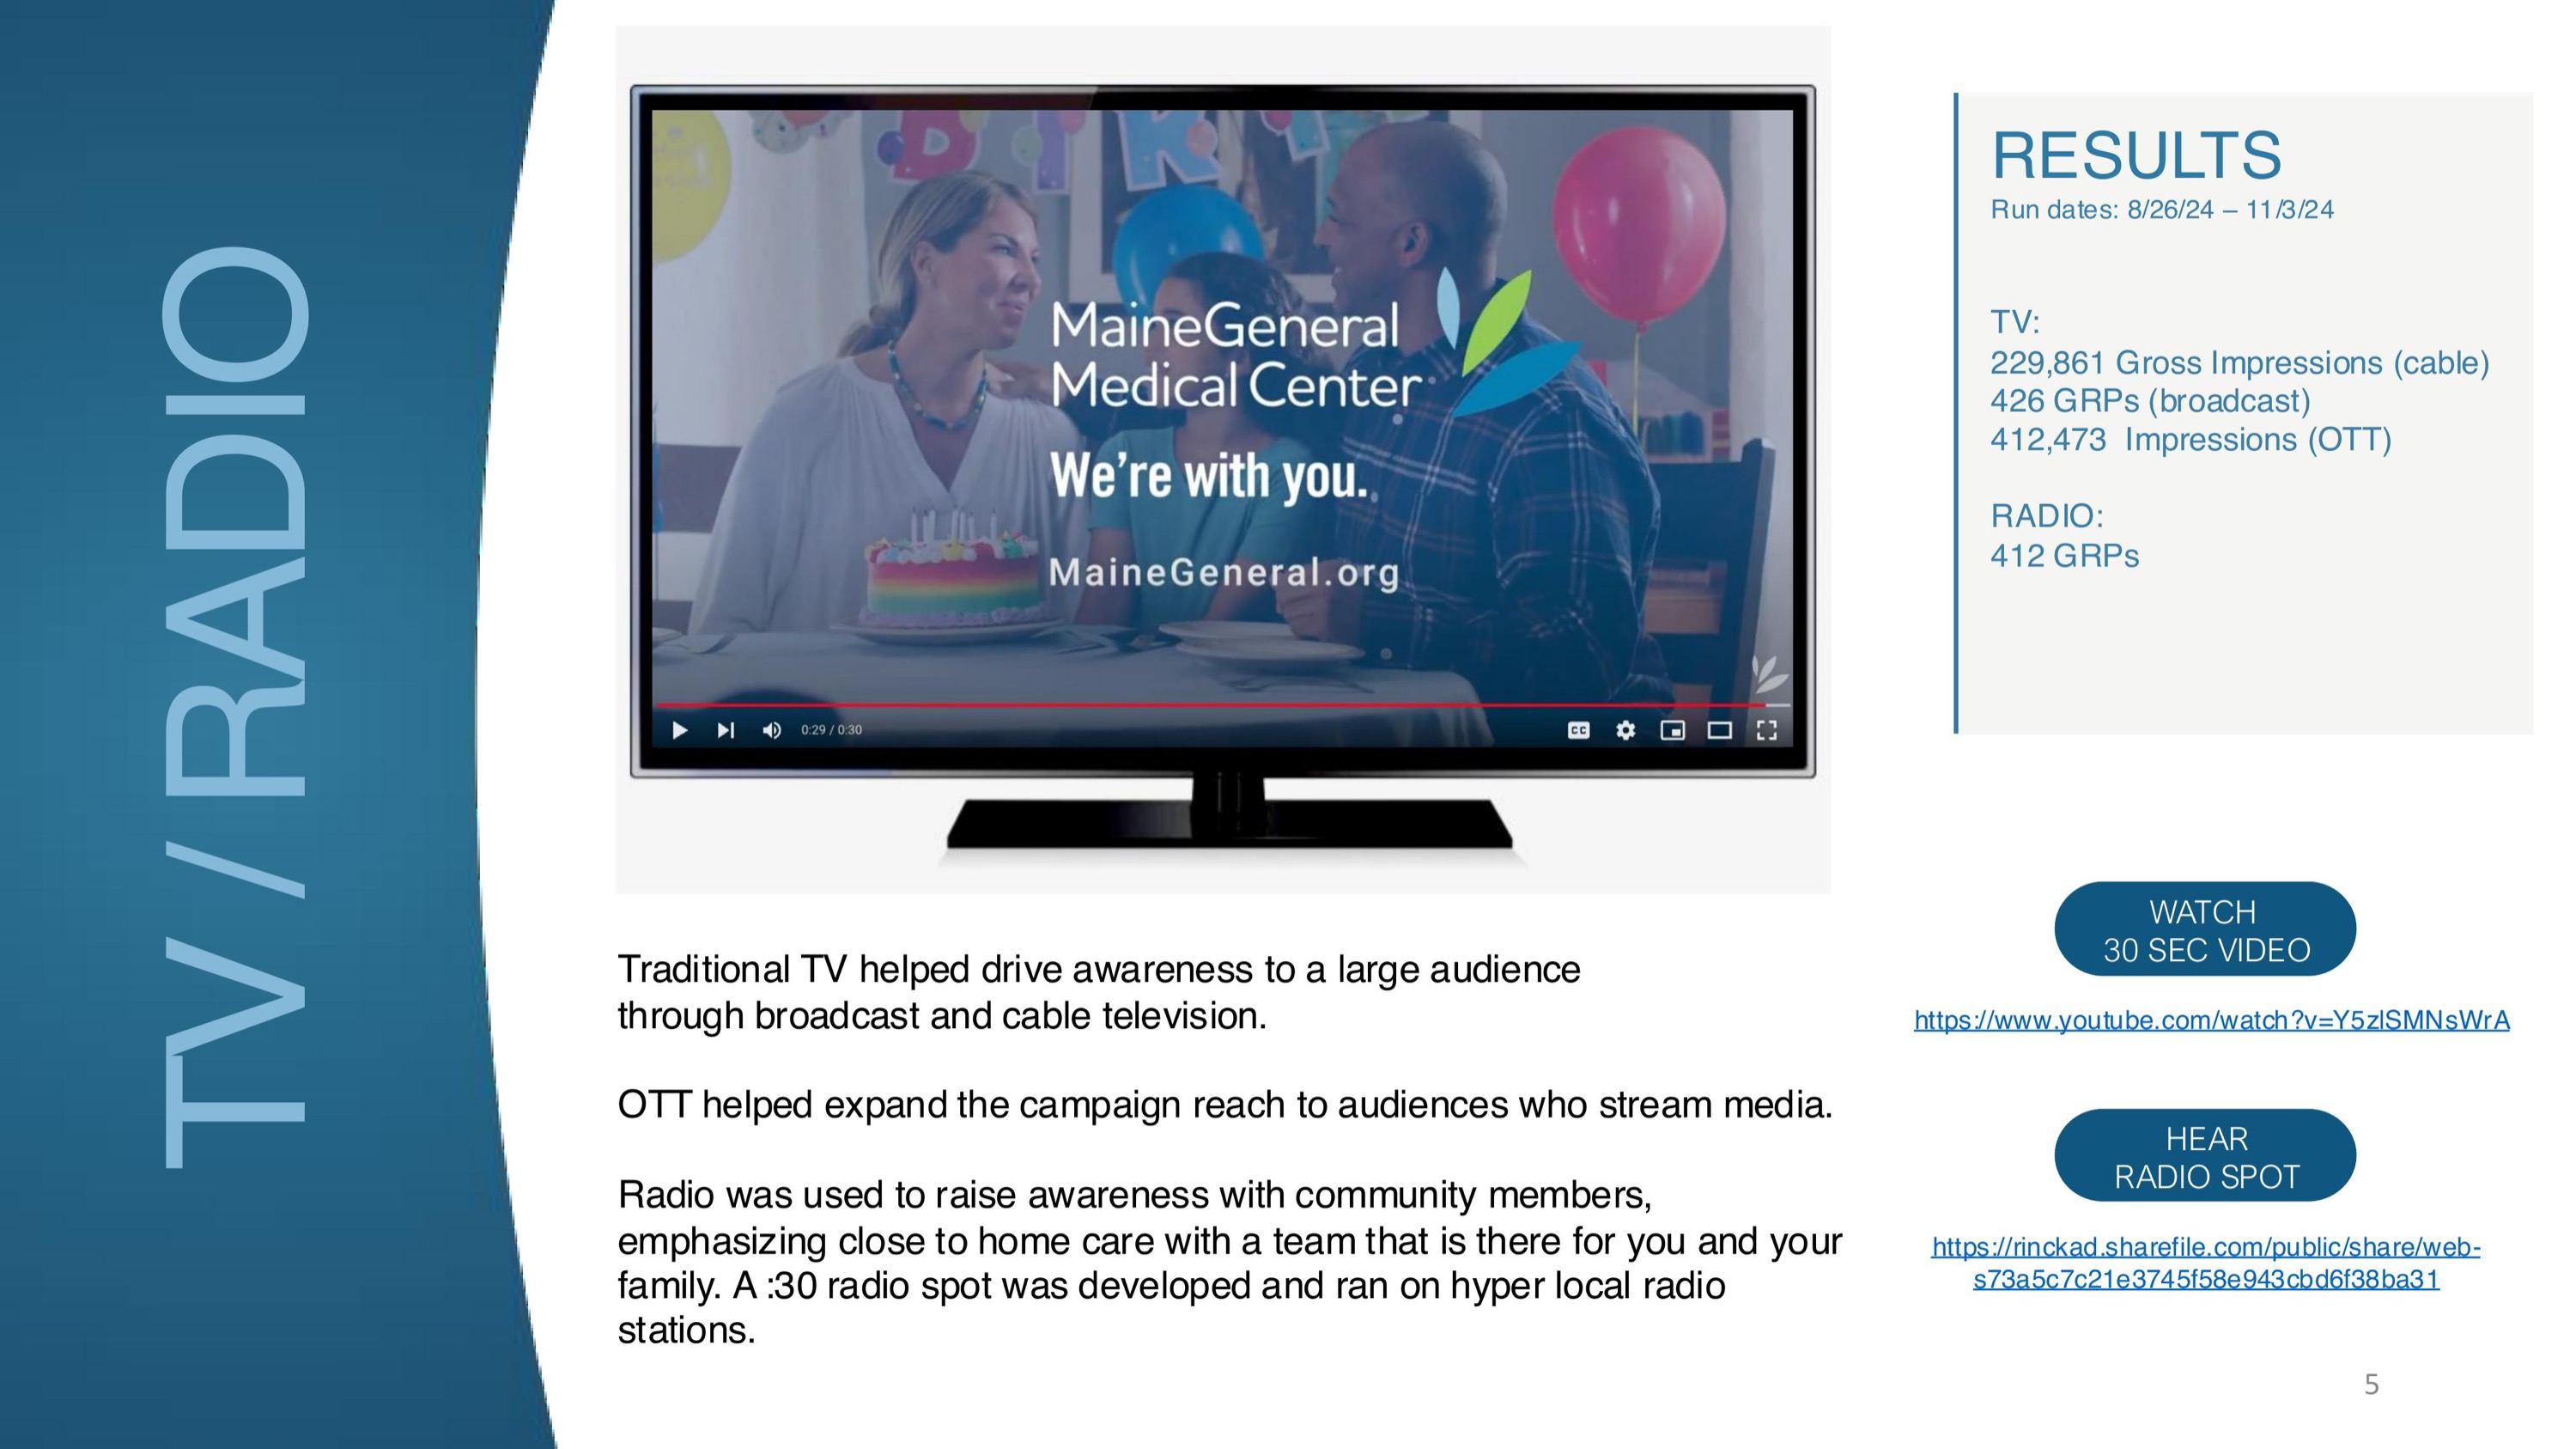 TV / RADIO
MaineGeneral
Medical Center
We're with you.
MaineGeneral.org
0:29 / 0:30
CC
RESULTS
Run dates: 8/26/24 – 11/3/24
TV:
229,861 Gross Impressions (cable)
426 GRPs (broadcast)
412,473  Impressions (OTT)
RADIO:
412 GRPs
Traditional TV helped drive awareness to a large audience
through broadcast and cable television.
OTT helped expand the campaign reach to audiences who stream media.
Radio was used to raise awareness with community members,
emphasizing close to home care with a team that is there for you and your
family. A :30 radio spot was developed and ran on hyper local radio
stations.
WATCH
30 SEC VIDEO
https://www.youtube.com/watch?v=Y5zlSMNsWrA
HEAR
RADIO SPOT
https://rinckad.sharefile.com/public/share/web-
s73a5c7c21e3745f58e943cbd6f38ba31
5